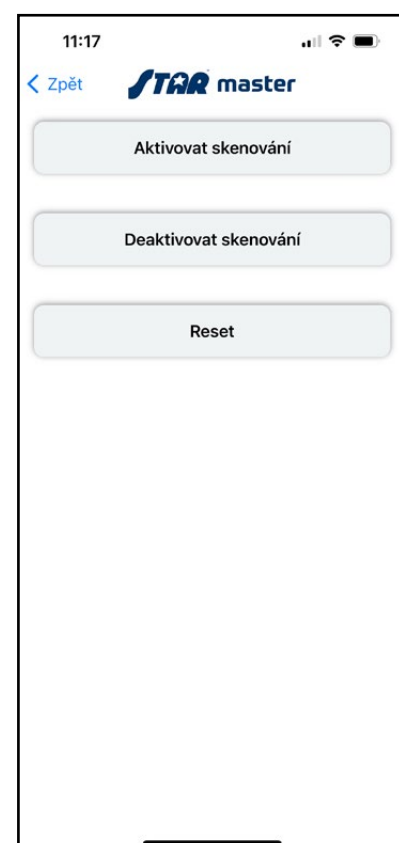 11:17
Zpět
STAR master
Aktivovat skenování
Deaktivovat skenování
Reset